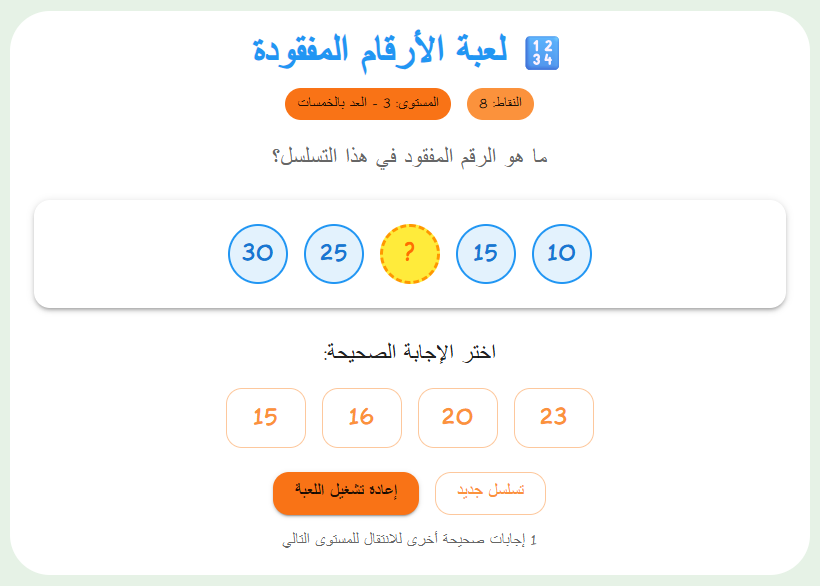 🔢 لعبة الأرقام المفقودة
النقاط: 8
المستوى: 3 - العد بالخمسات
ما هو الرقم المفقود في هذا التسلسل؟
10 15 ? 25 30
اختر الإجابة الصحيحة:
23 20 16 15
تسلسل جديد
إعادة تشغيل اللعبة
1 إجابات صحيحة أخرى للانتقال للمستوى التالي